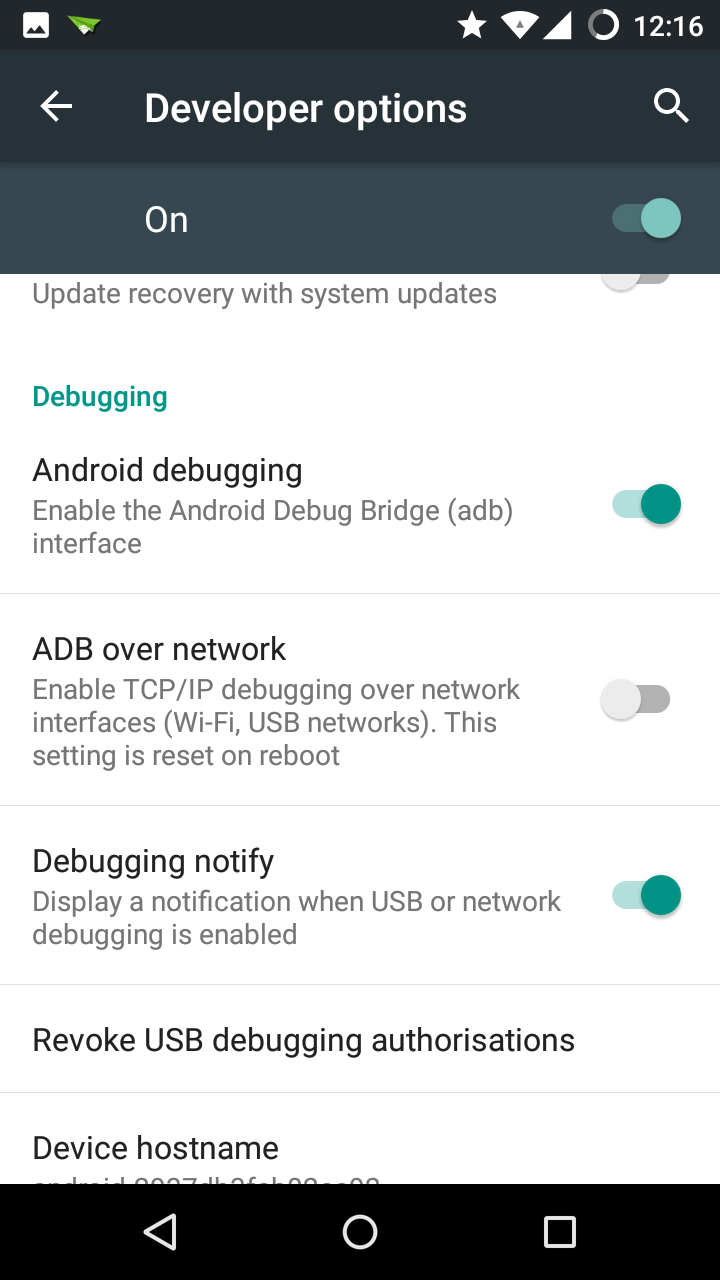 12:16
Developer options
On
Update recovery with system updates
Debugging
Android debugging
Enable the Android Debug Bridge (adb)
interface
ADB over network
Enable TCP/IP debugging over network
interfaces (Wi-Fi, USB networks). This
setting is reset on reboot
Debugging notify
Display a notification when USB or network
debugging is enabled
Revoke USB debugging authorisations
Device hostname